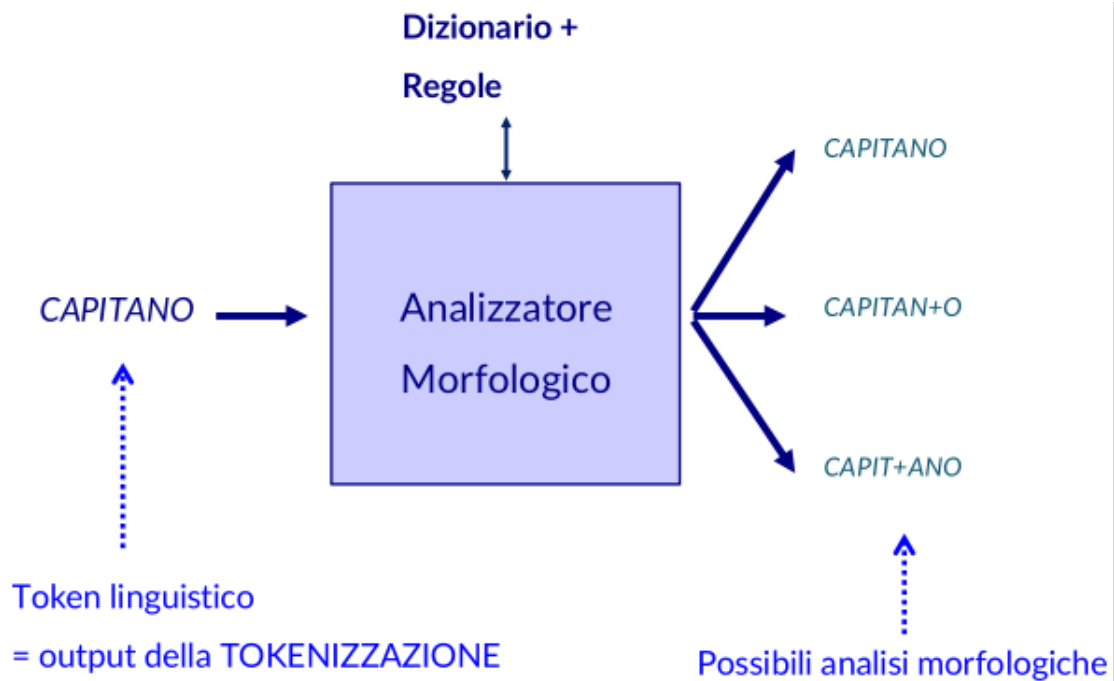 Dizionario +
Regole
CAPITANO
CAPITANO
Analizzatore
Morfologico
CAPITAN+O
CAPIT+ANO
Token linguistico
= output della TOKENIZZAZIONE
Possibili analisi morfologiche